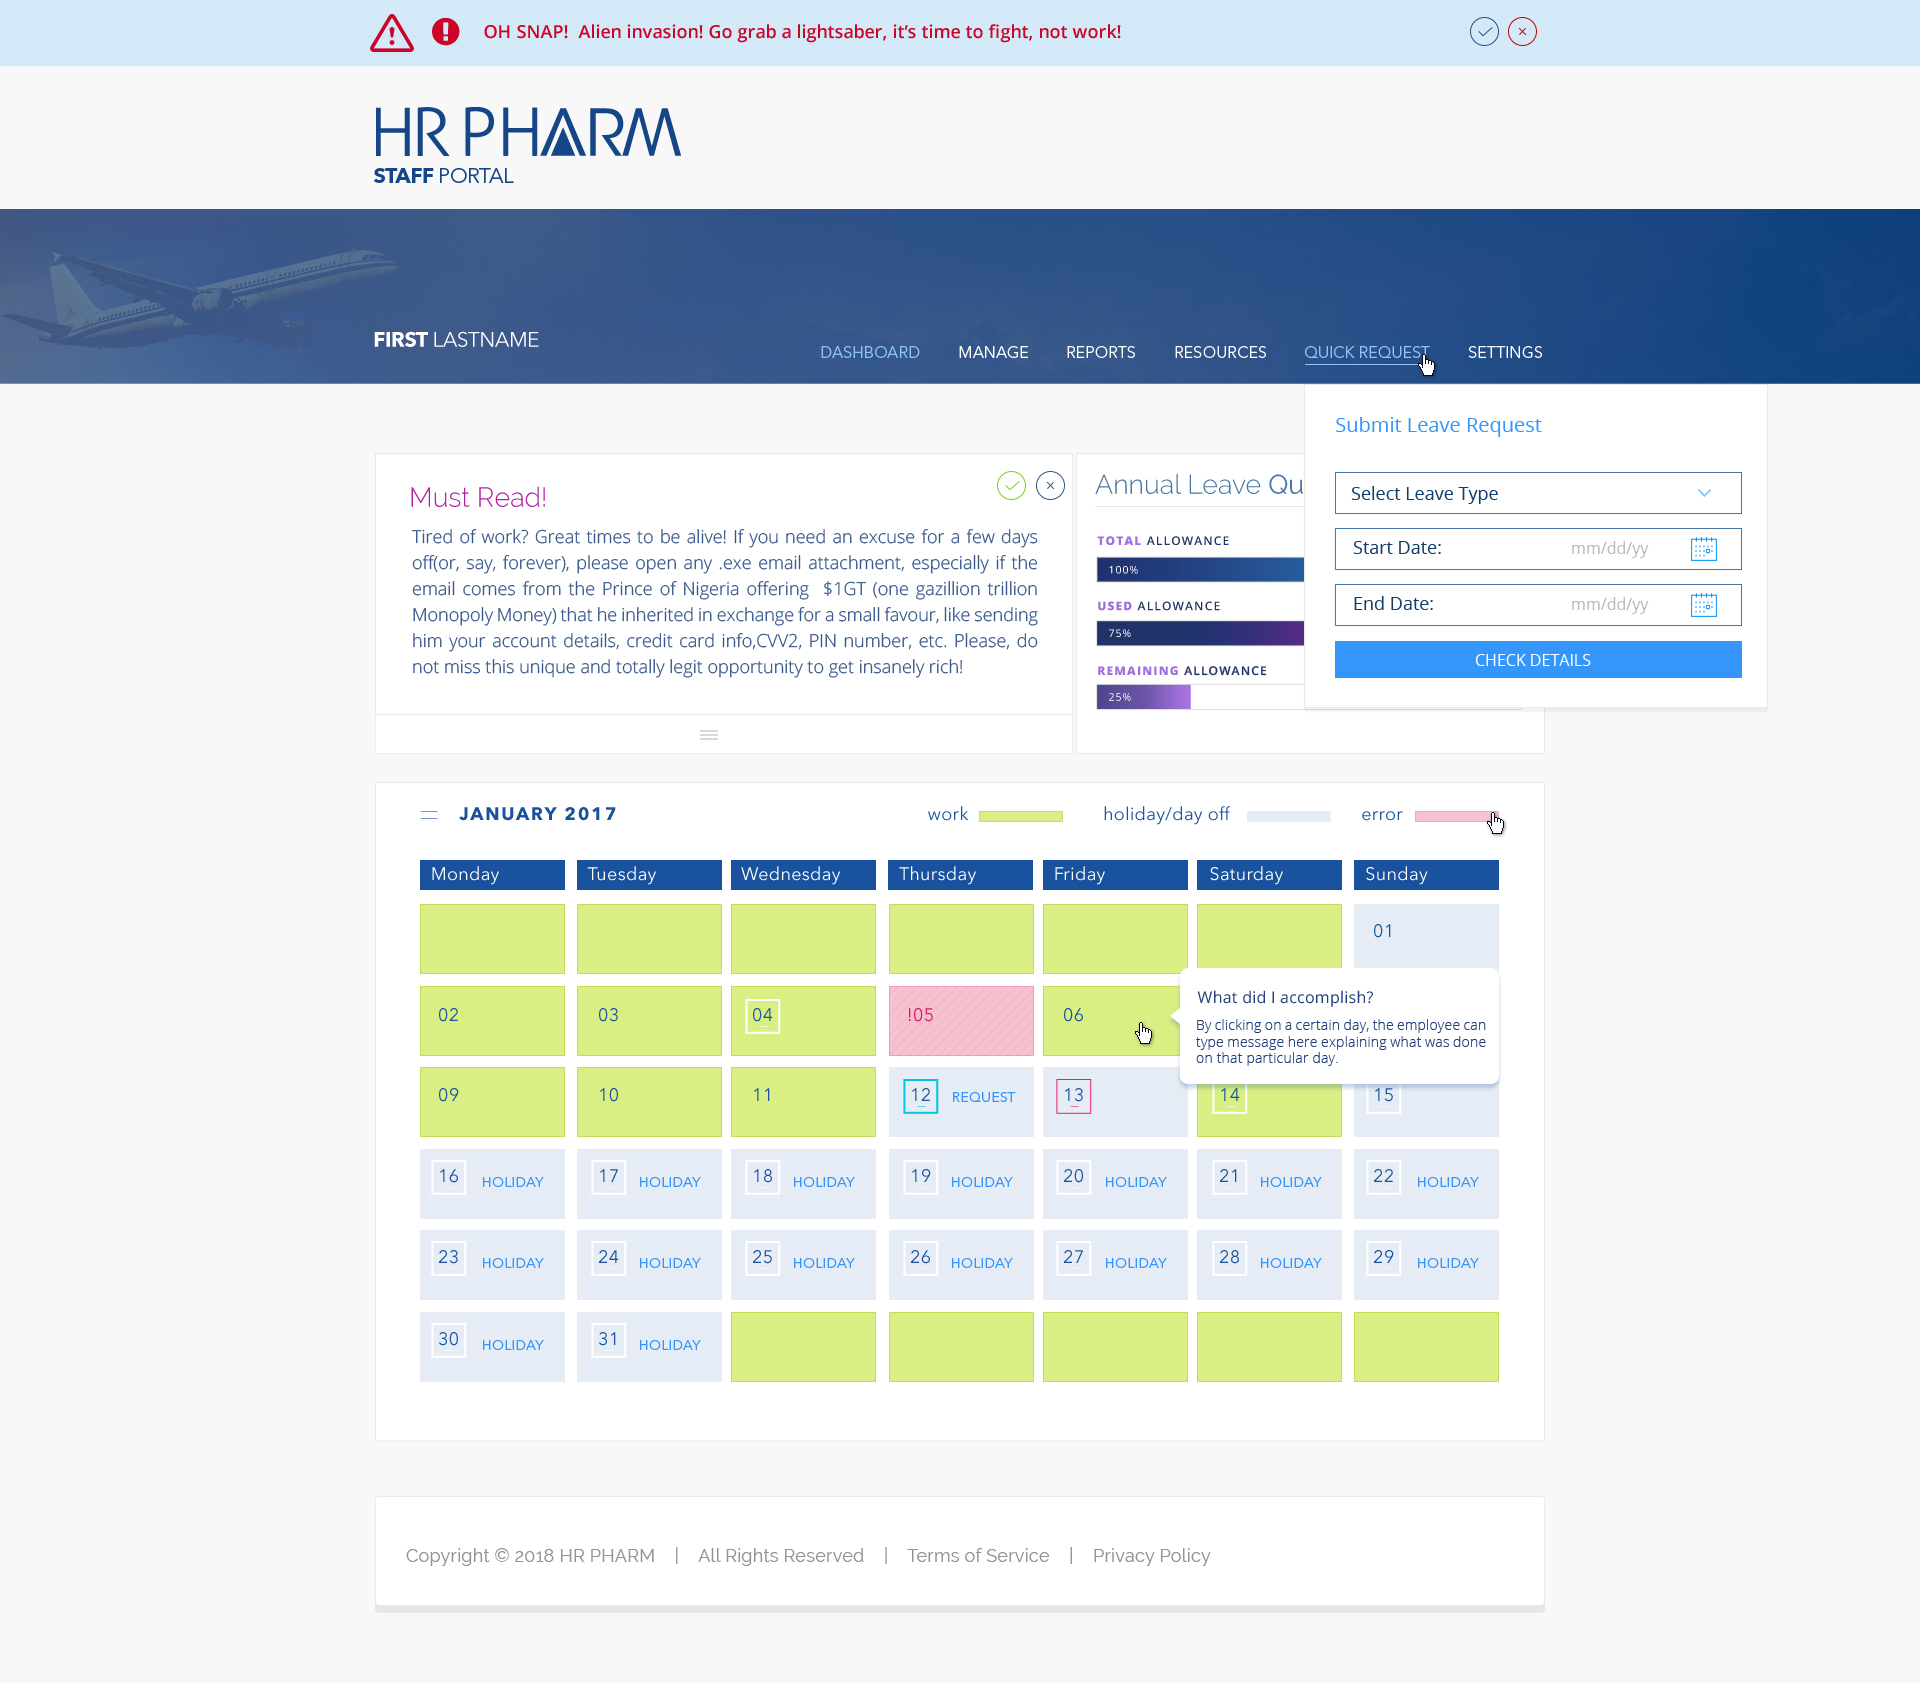 OH SNAP!  Alien invasion! Go grab a lightsaber, it's time to fight, not work!
HR PHARM
STAFF PORTAL
FIRST LASTNAME
DASHBOARD
MANAGE
REPORTS
RESOURCES
QUICK REQUEST
SETTINGS
Submit Leave Request
Select Leave Type
Start Date: mm/dd/yy
End Date: mm/dd/yy
CHECK DETAILS
Must Read!
Tired of work? Great times to be alive! If you need an excuse for a few days
off(or, say, forever), please open any .exe email attachment, especially if the
email comes from the Prince of Nigeria offering  $1GT (one gazillion trillion
Monopoly Money) that he inherited in exchange for a small favour, like sending
him your account details, credit card info,CVV2, PIN number, etc. Please, do
not miss this unique and totally legit opportunity to get insanely rich!
Annual Leave Qu
TOTAL ALLOWANCE
100%
USED ALLOWANCE
75%
REMAINING ALLOWANCE
25%
JANUARY 2017
work
holiday/day off
error
Monday Tuesday Wednesday Thursday Friday Saturday Sunday
01
02 03 04 !05 06
What did I accomplish?
By clicking on a certain day, the employee can
type message here explaining what was done
on that particular day.
09 10 11 12 REQUEST 13 14 15
16 HOLIDAY 17 HOLIDAY 18 HOLIDAY 19 HOLIDAY 20 HOLIDAY 21 HOLIDAY 22 HOLIDAY
23 HOLIDAY 24 HOLIDAY 25 HOLIDAY 26 HOLIDAY 27 HOLIDAY 28 HOLIDAY 29 HOLIDAY
30 HOLIDAY 31 HOLIDAY
Copyright © 2018 HR PHARM | All Rights Reserved | Terms of Service | Privacy Policy